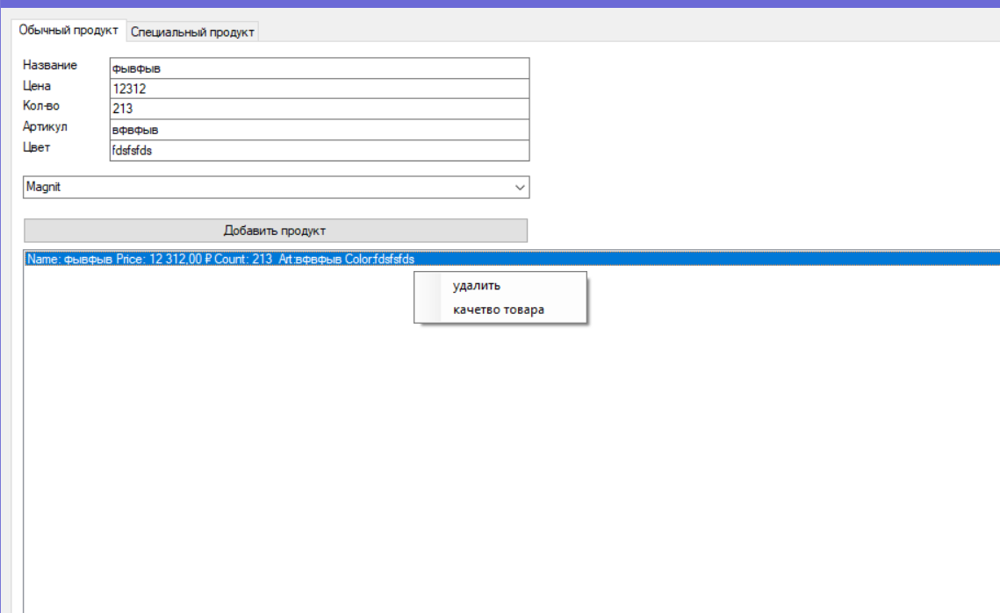 Обычный продукт Специальный продукт
Название фывфыв
Цена 12312
Кол-во 213
Артикул вфвфыв
Цвет fdsfsfds
Magnit
Добавить продукт
Name: фывфыв Price: 12 312,00 ₽ Count: 213 Art:вфвфыв Color:fdsfsfds
удалить
качетво товара